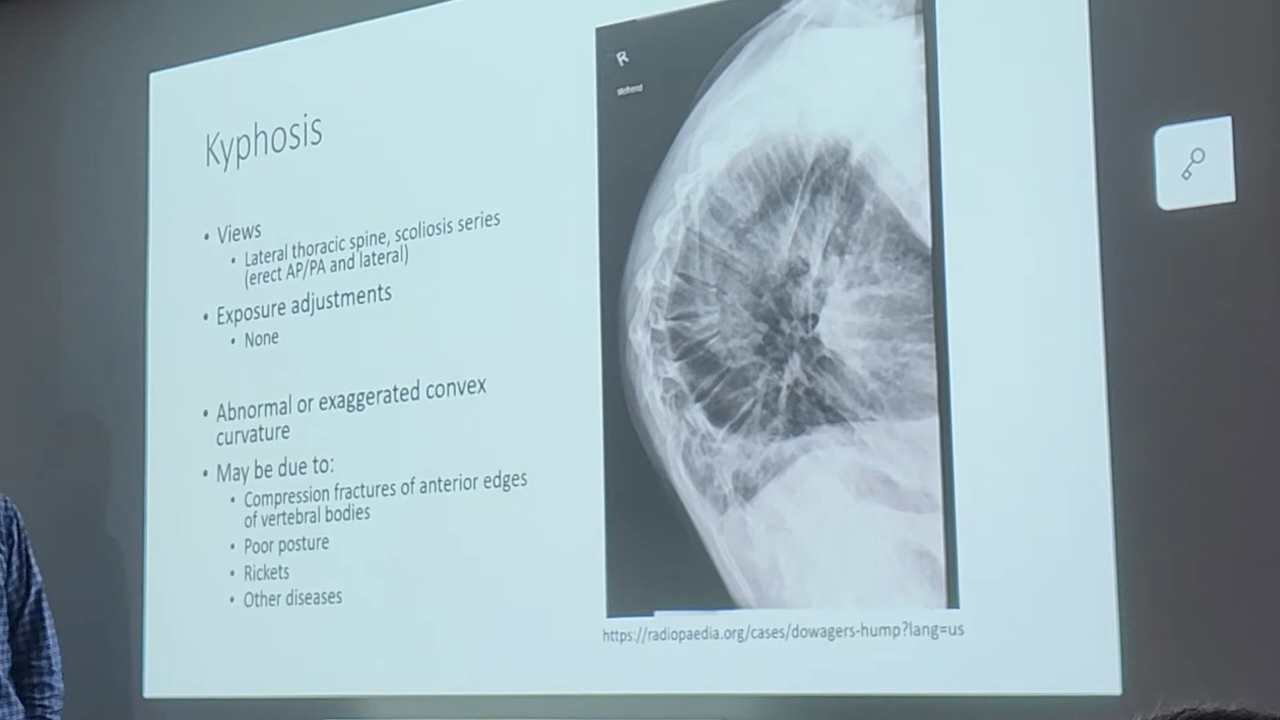 Kyphosis
• Views
• Lateral thoracic spine, scoliosis series
(erect AP/PA and lateral)
• Exposure adjustments
• None
• Abnormal or exaggerated convex
curvature
• May be due to:
• Compression fractures of anterior edges
of vertebral bodies
• Poor posture
• Rickets
• Other diseases
R
https://radiopaedia.org/cases/dowagers-hump?lang=us